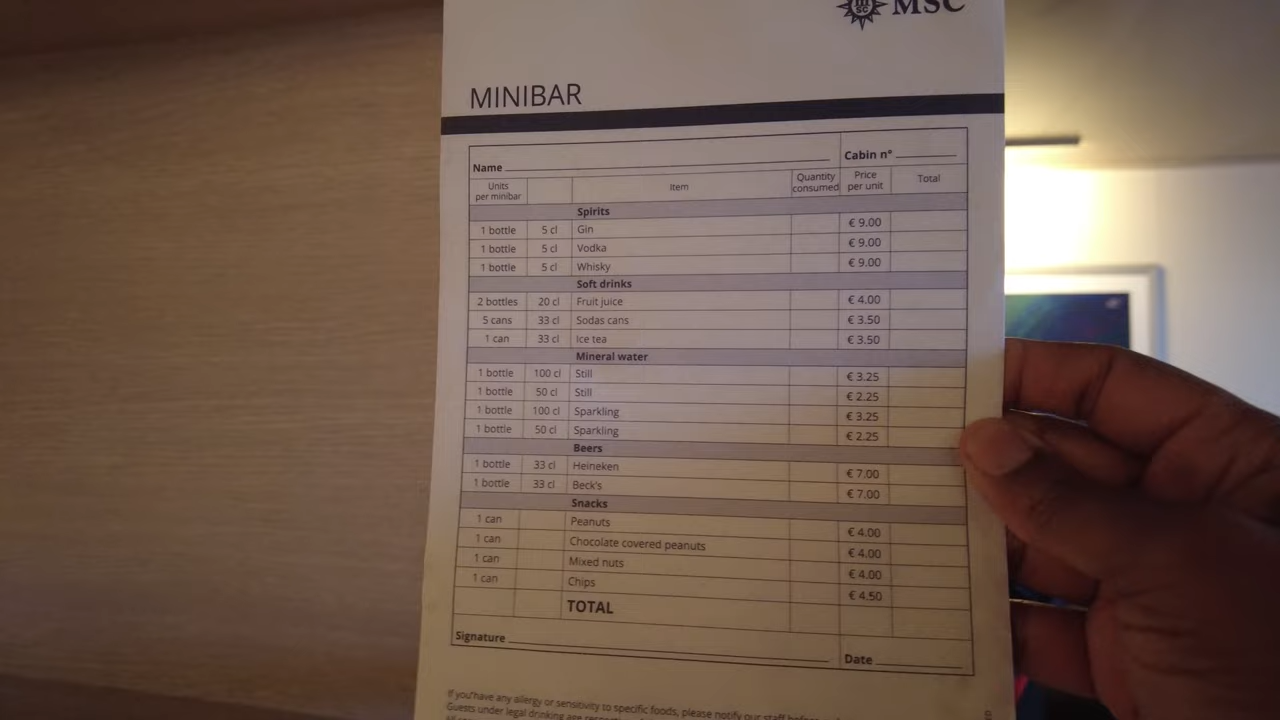 MSC
MINIBAR
Name Cabin n°
Units per minibar Item Quantity consumed Price per unit Total
Spirits
1 bottle 5 cl Gin € 9.00
1 bottle 5 cl Vodka € 9.00
1 bottle 5 cl Whisky € 9.00
Soft drinks
2 bottles 20 cl Fruit juice € 4.00
5 cans 33 cl Sodas cans € 3.50
1 can 33 cl Ice tea € 3.50
Mineral water
1 bottle 100 cl Still € 3.25
1 bottle 50 cl Still € 2.25
1 bottle 100 cl Sparkling € 3.25
1 bottle 50 cl Sparkling € 2.25
Beers
1 bottle 33 cl Heineken € 7.00
1 bottle 33 cl Beck's € 7.00
Snacks
1 can Peanuts € 4.00
1 can Chocolate covered peanuts € 4.00
1 can Mixed nuts € 4.00
1 can Chips € 4.50
TOTAL
Signature Date
If you have any allergy or sensitivity to specific foods, please notify our staff
Guests under legal drinking age